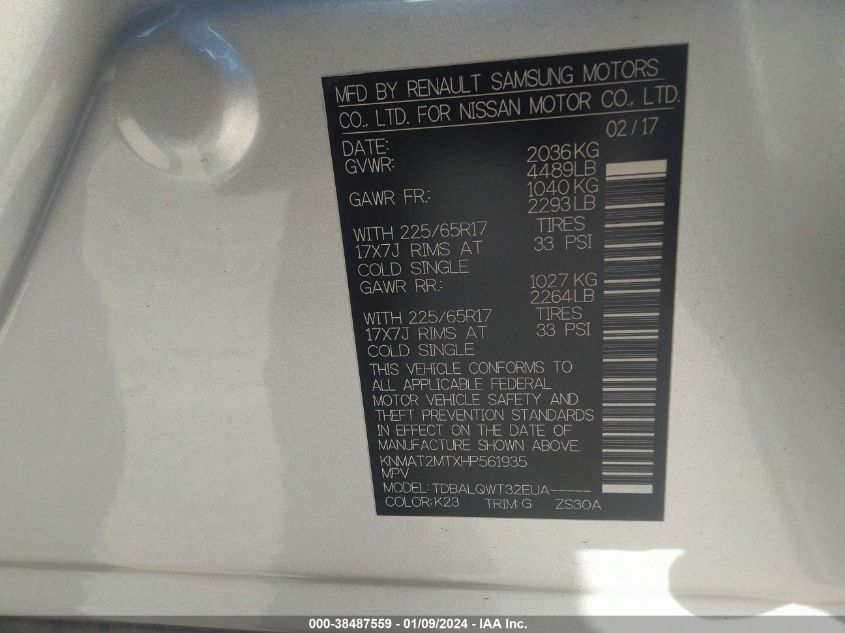 MFD BY RENAULT SAMSUNG MOTORS
CO., LTD. FOR NISSAN MOTOR CO., LTD.
DATE: 02/17
GVWR: 2036KG
4489LB
GAWR FR.: 1040KG
2293LB
WITH 225/65R17 TIRES
17X7J RIMS AT 33 PSI
COLD SINGLE
GAWR RR.: 1027KG
2264LB
WITH 225/65R17 TIRES
17X7J RIMS AT 33 PSI
COLD SINGLE
THIS VEHICLE CONFORMS TO
ALL APPLICABLE FEDERAL
MOTOR VEHICLE SAFETY AND
THEFT PREVENTION STANDARDS
IN EFFECT ON THE DATE OF
MANUFACTURE SHOWN ABOVE.
KNMAT2MTXHP561935
MPV
MODEL:TDBALQWT32EUA-----
COLOR:K23 TRIM:G ZS30A
000-38487559 - 01/09/2024 - IAA Inc.